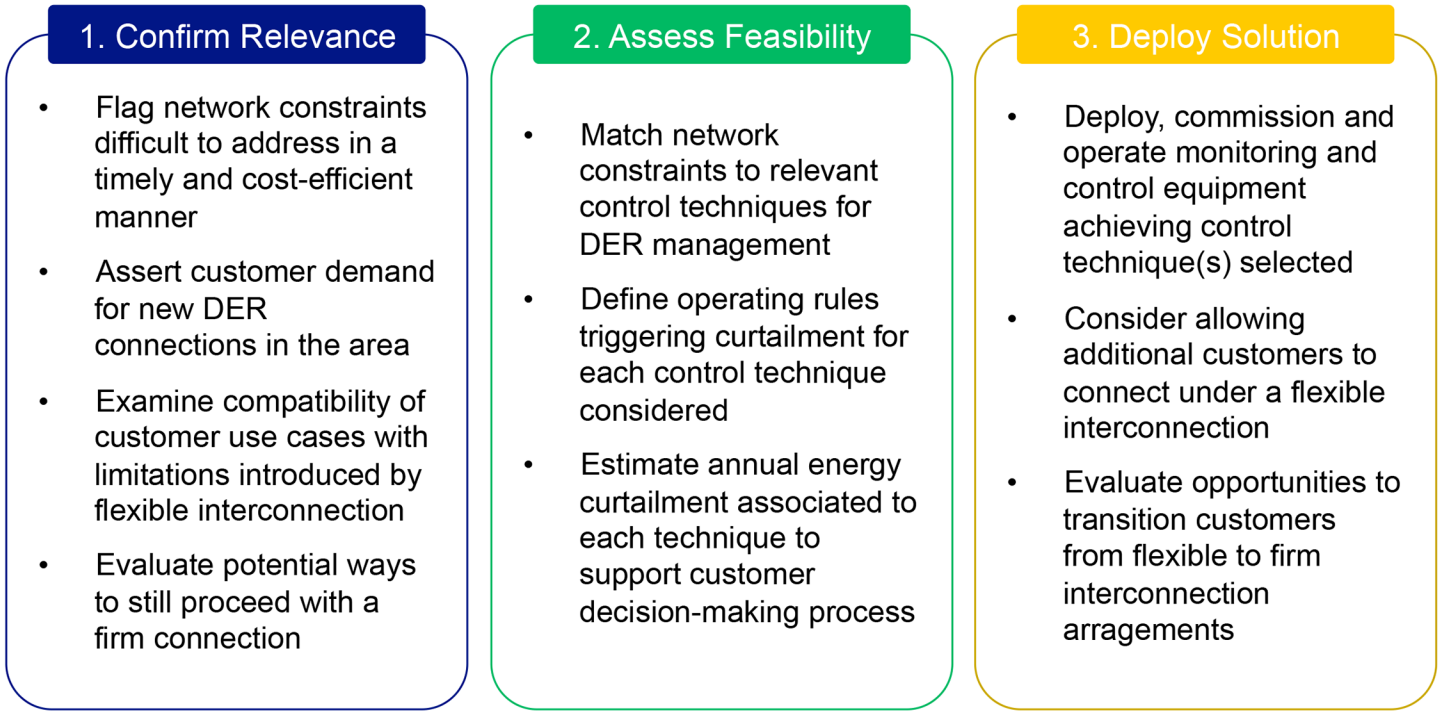 1. Confirm Relevance
• Flag network constraints
difficult to address in a
timely and cost-efficient
manner
• Assert customer demand
for new DER
connections in the area
• Examine compatibility of
customer use cases with
limitations introduced by
flexible interconnection
• Evaluate potential ways
to still proceed with a
firm connection
2. Assess Feasibility
• Match network
constraints to relevant
control techniques for
DER management
• Define operating rules
triggering curtailment for
each control technique
considered
• Estimate annual energy
curtailment associated to
each technique to
support customer
decision-making process
3. Deploy Solution
• Deploy, commission and
operate monitoring and
control equipment
achieving control
technique(s) selected
• Consider allowing
additional customers to
connect under a flexible
interconnection
• Evaluate opportunities to
transition customers
from flexible to firm
interconnection
arragements